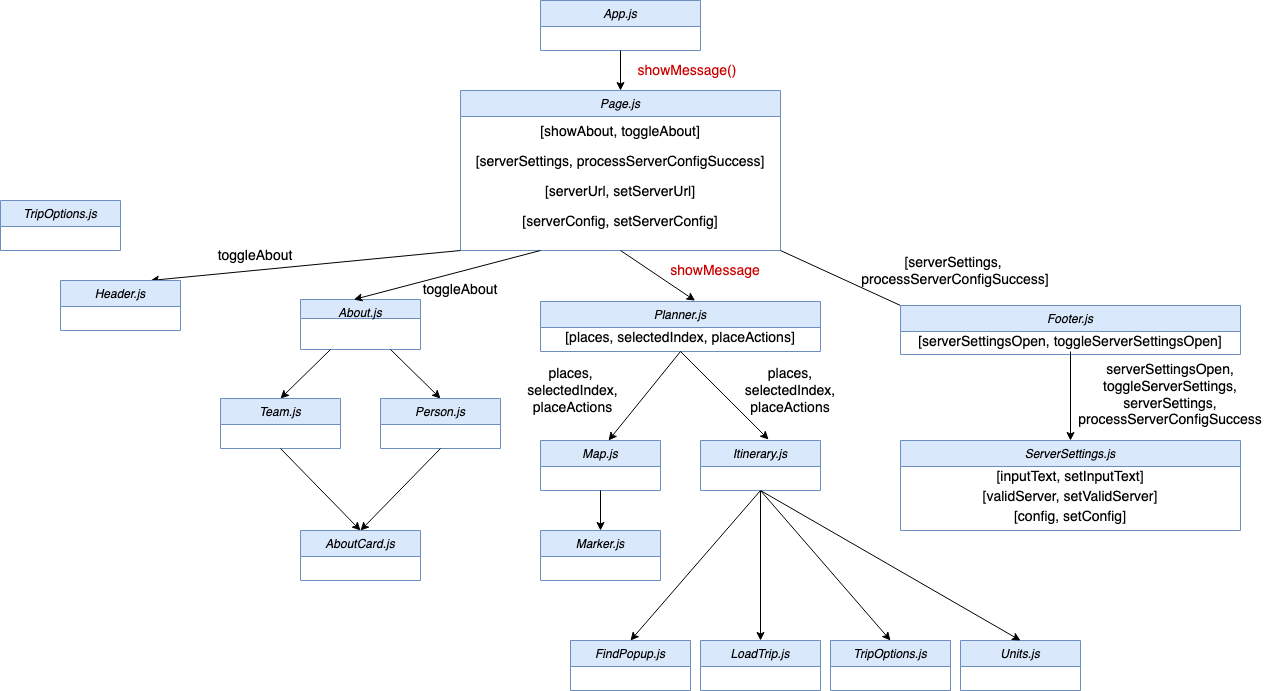 App.js
showMessage()
Page.js
[showAbout, toggleAbout]
[serverSettings, processServerConfigSuccess]
[serverUrl, setServerUrl]
[serverConfig, setServerConfig]
TripOptions.js
toggleAbout
toggleAbout
showMessage
[serverSettings,
processServerConfigSuccess]
Header.js
About.js
Planner.js
[places, selectedIndex, placeActions]
Footer.js
[serverSettingsOpen, toggleServerSettingsOpen]
places,
selectedIndex,
placeActions
places,
selectedIndex,
placeActions
serverSettingsOpen,
toggleServerSettings,
serverSettings,
processServerConfigSuccess
Team.js
Person.js
Map.js
Itinerary.js
ServerSettings.js
[inputText, setInputText]
[validServer, setValidServer]
[config, setConfig]
AboutCard.js
Marker.js
FindPopup.js
LoadTrip.js
TripOptions.js
Units.js